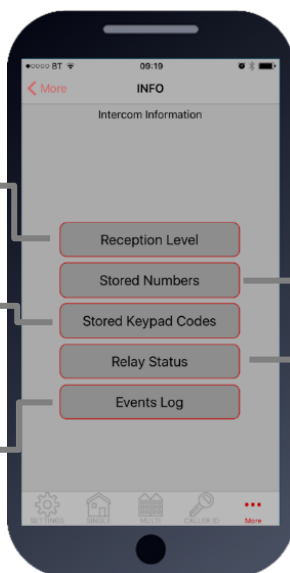 ●○○○○ BT 09:19
< More INFO
Intercom Information
Reception Level
Stored Numbers
Stored Keypad Codes
Relay Status
Events Log
SETTINGS SINGLE MULTI CALLER ID More